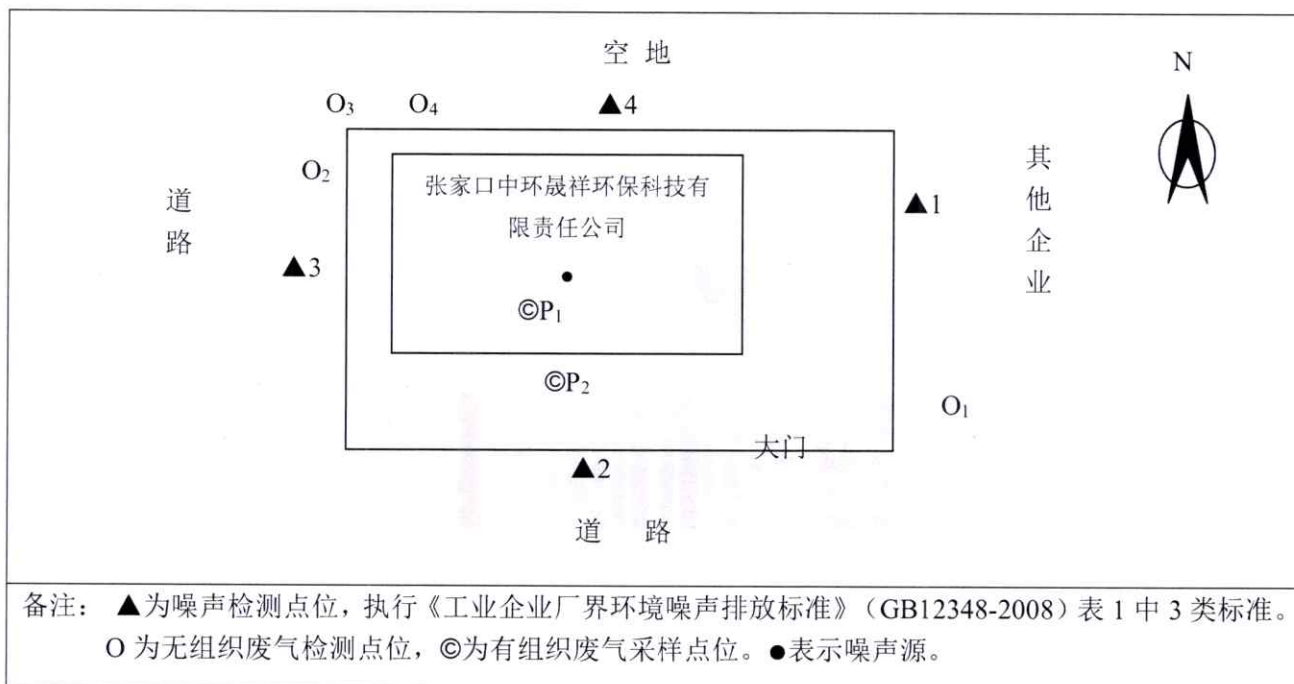 空 地
N
O₃ O₄ ▲4
O₂
其他企业
张家口中环晟祥环保科技有
限责任公司
▲1
道路
▲3
©P₁
©P₂
O₁
大门
▲2
道 路
备注： ▲为噪声检测点位，执行《工业企业厂界环境噪声排放标准》（GB12348-2008）表 1 中 3 类标准。
O 为无组织废气检测点位，©为有组织废气采样点位。●表示噪声源。